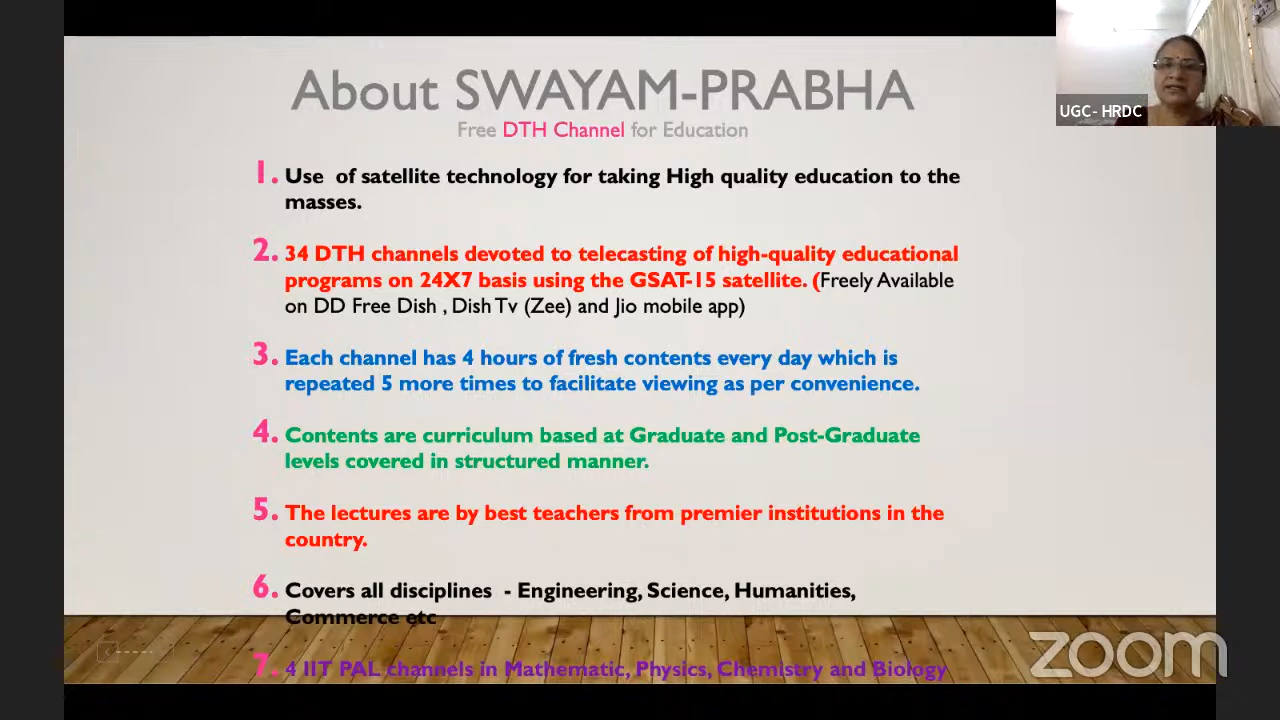 About SWAYAM-PRABHA
Free DTH Channel for Education
UGC- HRDC
1. Use of satellite technology for taking High quality education to the
masses.
2. 34 DTH channels devoted to telecasting of high-quality educational
programs on 24X7 basis using the GSAT-15 satellite. (Freely Available
on DD Free Dish , Dish Tv (Zee) and Jio mobile app)
3. Each channel has 4 hours of fresh contents every day which is
repeated 5 more times to facilitate viewing as per convenience.
4. Contents are curriculum based at Graduate and Post-Graduate
levels covered in structured manner.
5. The lectures are by best teachers from premier institutions in the
country.
6. Covers all disciplines - Engineering, Science, Humanities,
Commerce etc
7. 4 IIT PAL channels in Mathematic, Physics, Chemistry and Biology
zoom